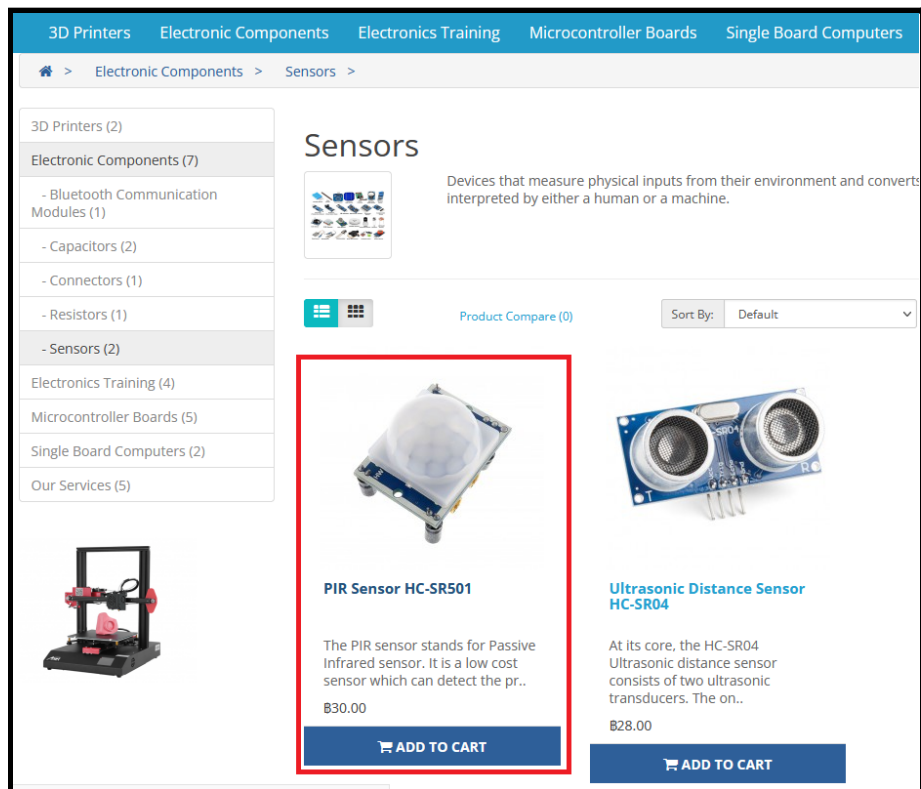 3D Printers Electronic Components Electronics Training Microcontroller Boards Single Board Computers
> Electronic Components > Sensors >
3D Printers (2)
Electronic Components (7)
- Bluetooth Communication
Modules (1)
- Capacitors (2)
- Connectors (1)
- Resistors (1)
- Sensors (2)
Electronics Training (4)
Microcontroller Boards (5)
Single Board Computers (2)
Our Services (5)
Sensors
Devices that measure physical inputs from their environment and converts
interpreted by either a human or a machine.
Product Compare (0)
Sort By: Default
PIR Sensor HC-SR501
The PIR sensor stands for Passive
Infrared sensor. It is a low cost
sensor which can detect the pr..
฿30.00
ADD TO CART
T
R
Ultrasonic Distance Sensor
HC-SR04
At its core, the HC-SR04
Ultrasonic distance sensor
consists of two ultrasonic
transducers. The on..
฿28.00
ADD TO CART